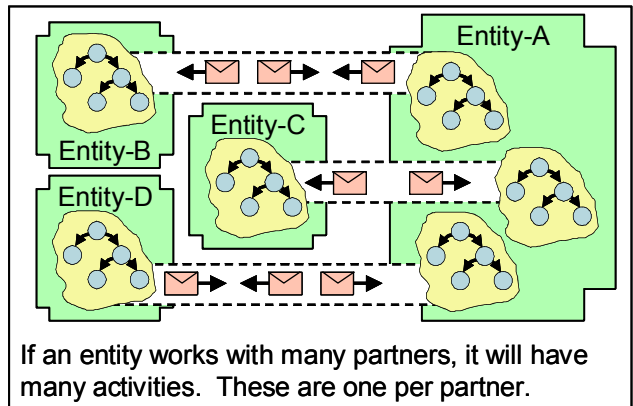 Entity-A
Entity-C
Entity-B
Entity-D
If an entity works with many partners, it will have
many activities.  These are one per partner.